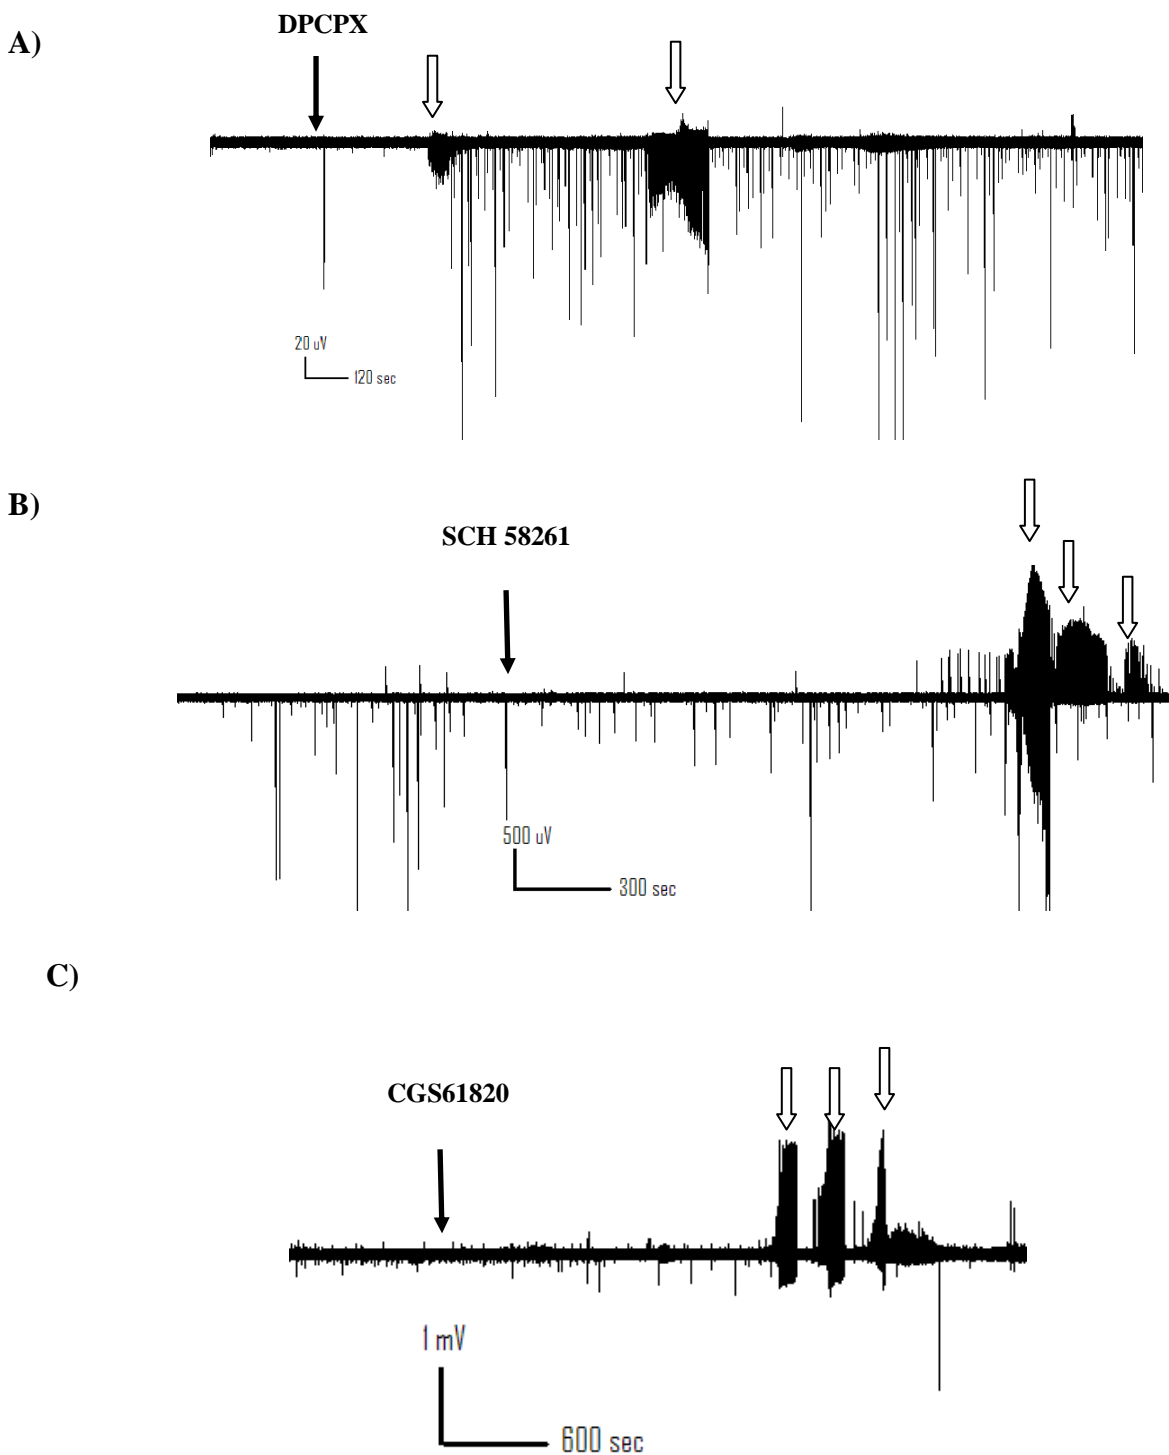 A)
DPCPX
20 uV
120 sec
B)
SCH 58261
500 uV
300 sec
C)
CGS61820
1 mV
600 sec